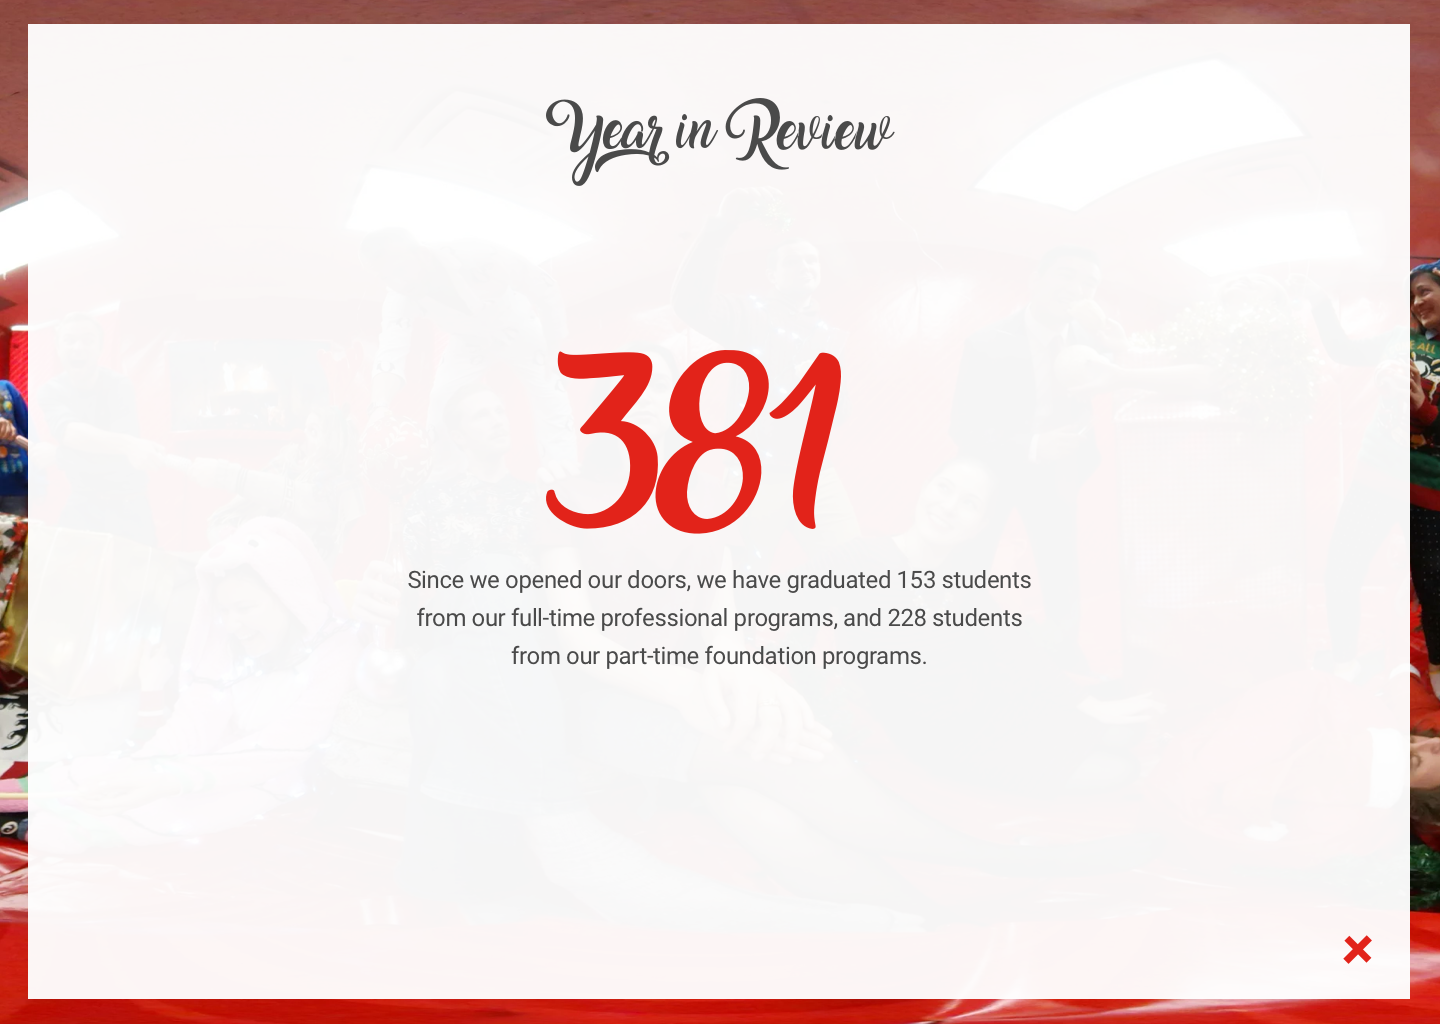 Year in Review
381
Since we opened our doors, we have graduated 153 students
from our full-time professional programs, and 228 students
from our part-time foundation programs.